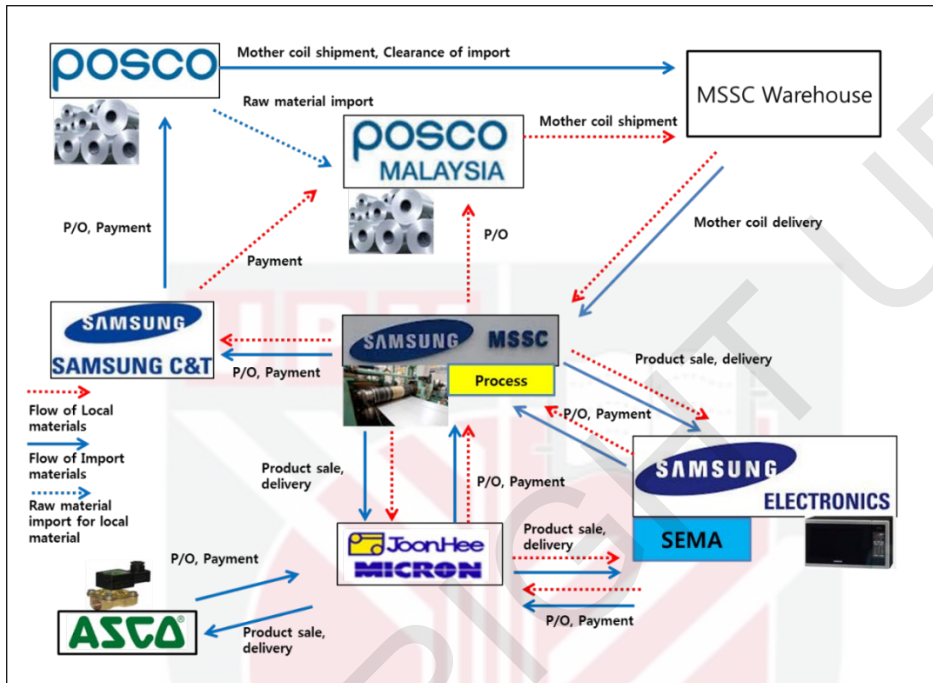 posco
Mother coil shipment, Clearance of import
MSSC Warehouse
Raw material import
posco
MALAYSIA
Mother coil shipment
P/O, Payment
Payment
P/O
Mother coil delivery
SAMSUNG
SAMSUNG C&T
P/O, Payment
SAMSUNG MSSC
Process
Product sale, delivery
P/O, Payment
Flow of Local
materials
Flow of Import
materials
Raw material
import for local
material
Product sale,
delivery
P/O, Payment
SAMSUNG
ELECTRONICS
SEMA
JoonHee
MICRON
Product sale,
delivery
P/O, Payment
P/O, Payment
ASCO®
Product sale,
delivery